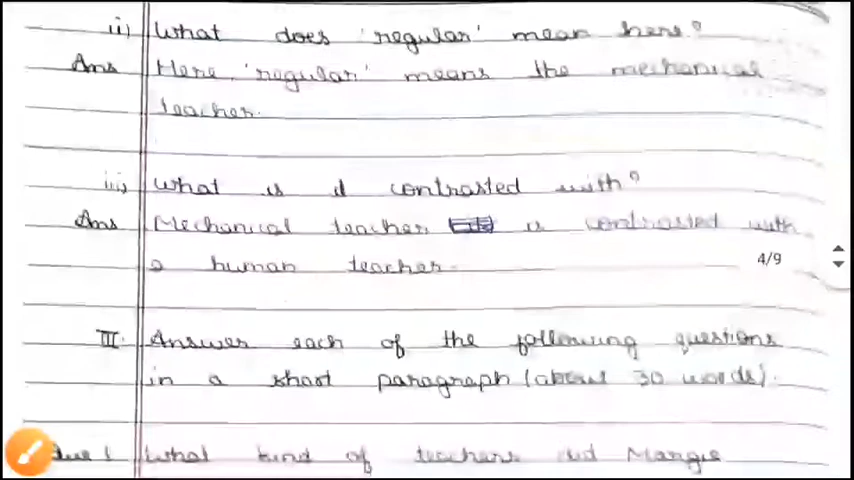 ii) What does 'regular' mean here?
Ans Here, 'regular' means the mechanical
teacher.
iii) What is it contrasted with?
Ans Mechanical teacher is contrasted with
a human teacher.
4/9
III. Answer each of the following questions
in a short paragraph (about 30 words).
Que 1 What kind of teachers did Margie